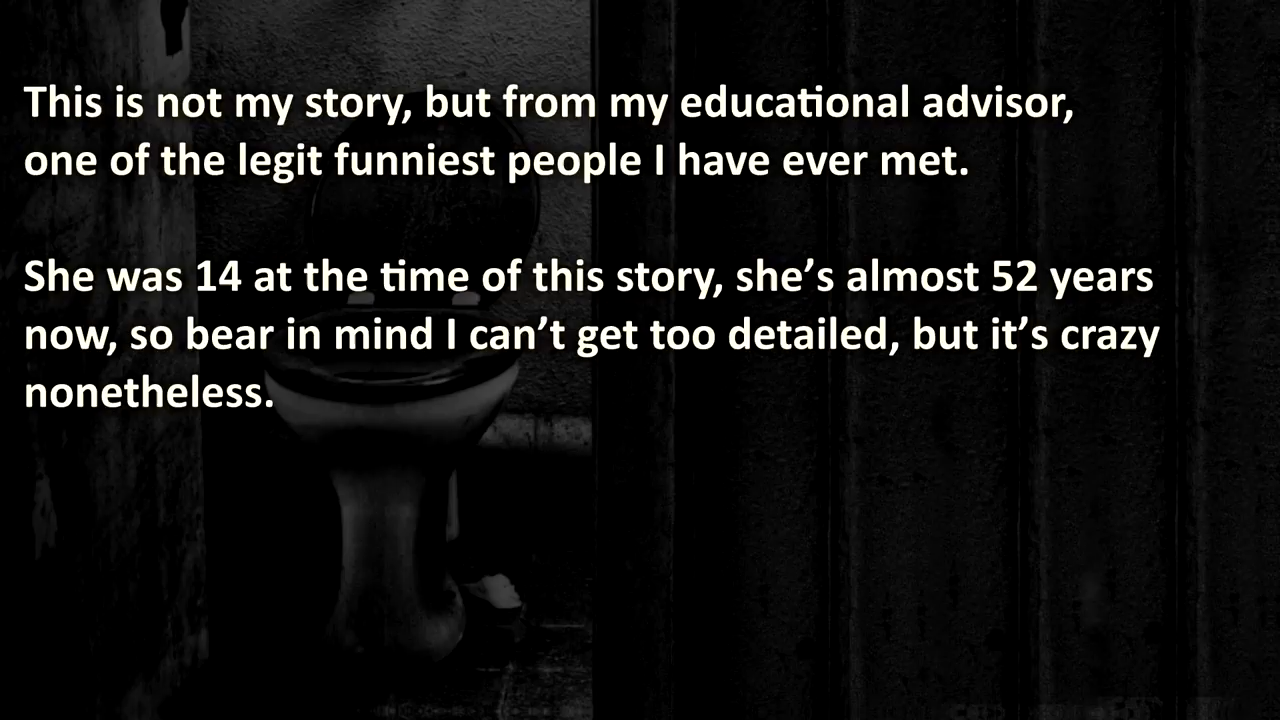 This is not my story, but from my educational advisor,
one of the legit funniest people I have ever met.
She was 14 at the time of this story, she’s almost 52 years
now, so bear in mind I can’t get too detailed, but it’s crazy
nonetheless.